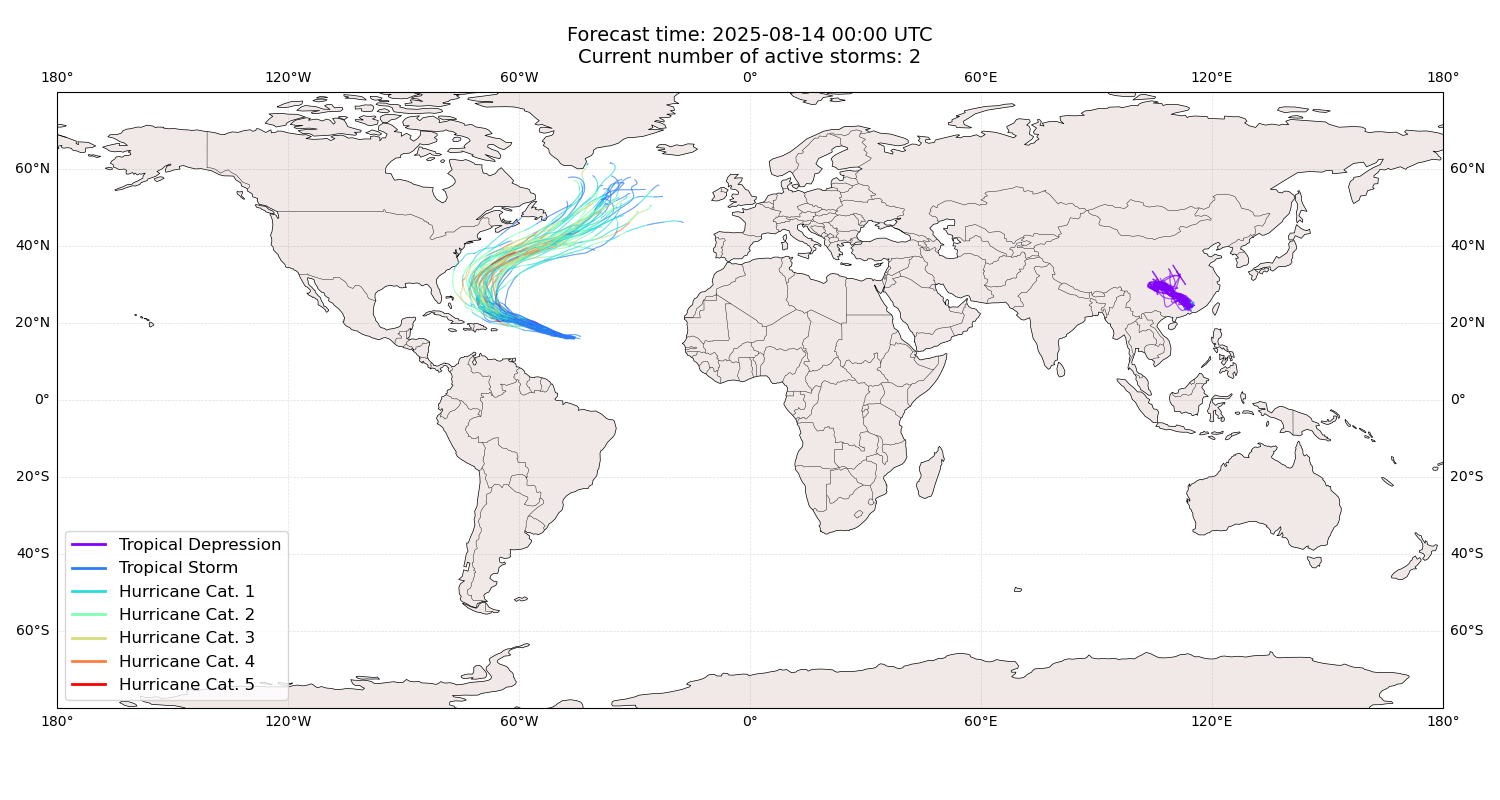 Forecast time: 2025-08-14 00:00 UTC
Current number of active storms: 2
180° 120°W 60°W 0° 60°E 120°E 180°
60°N 60°N
40°N 40°N
20°N 20°N
0° 0°
20°S 20°S
40°S 40°S
60°S 60°S
Tropical Depression
Tropical Storm
Hurricane Cat. 1
Hurricane Cat. 2
Hurricane Cat. 3
Hurricane Cat. 4
Hurricane Cat. 5
180° 120°W 60°W 0° 60°E 120°E 180°